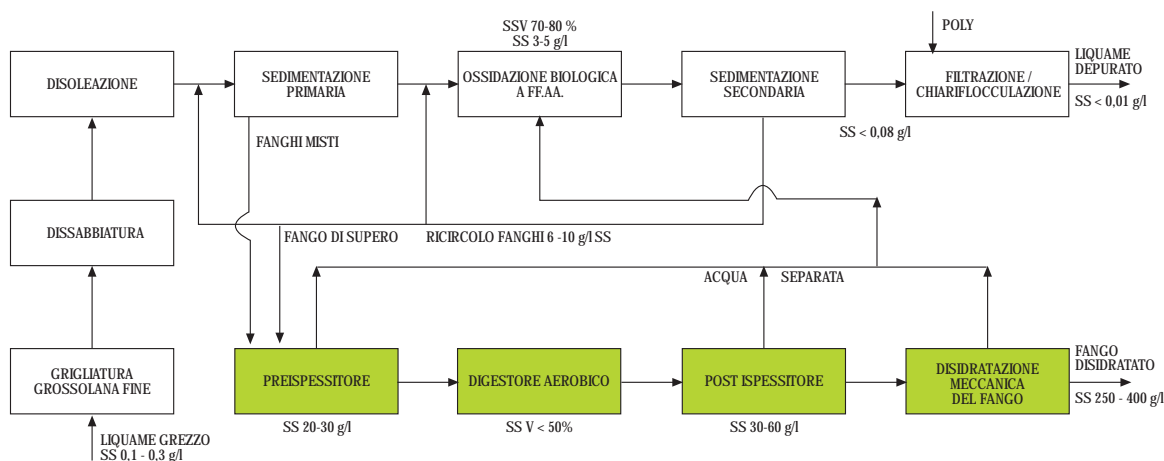 SSV 70-80 %
SS 3-5 g/l
POLY
DISOLEAZIONE
SEDIMENTAZIONE
PRIMARIA
OSSIDAZIONE BIOLOGICA
A FF.AA.
SEDIMENTAZIONE
SECONDARIA
FILTRAZIONE /
CHIARIFLOCCULAZIONE
LIQUAME
DEPURATO
SS < 0,01 g/l
SS < 0,08 g/l
FANGHI MISTI
DISSABBIATURA
FANGO DI SUPERO
RICIRCOLO FANGHI 6 -10 g/l SS
ACQUA SEPARATA
GRIGLIATURA
GROSSOLANA FINE
PREISPESSITORE
DIGESTORE AEROBICO
POST ISPESSITORE
DISIDRATAZIONE
MECCANICA
DEL FANGO
FANGO
DISIDRATATO
SS 250 - 400 g/l
LIQUAME GREZZO
SS 0,1 - 0,3 g/l
SS 20-30 g/l
SS V < 50%
SS 30-60 g/l